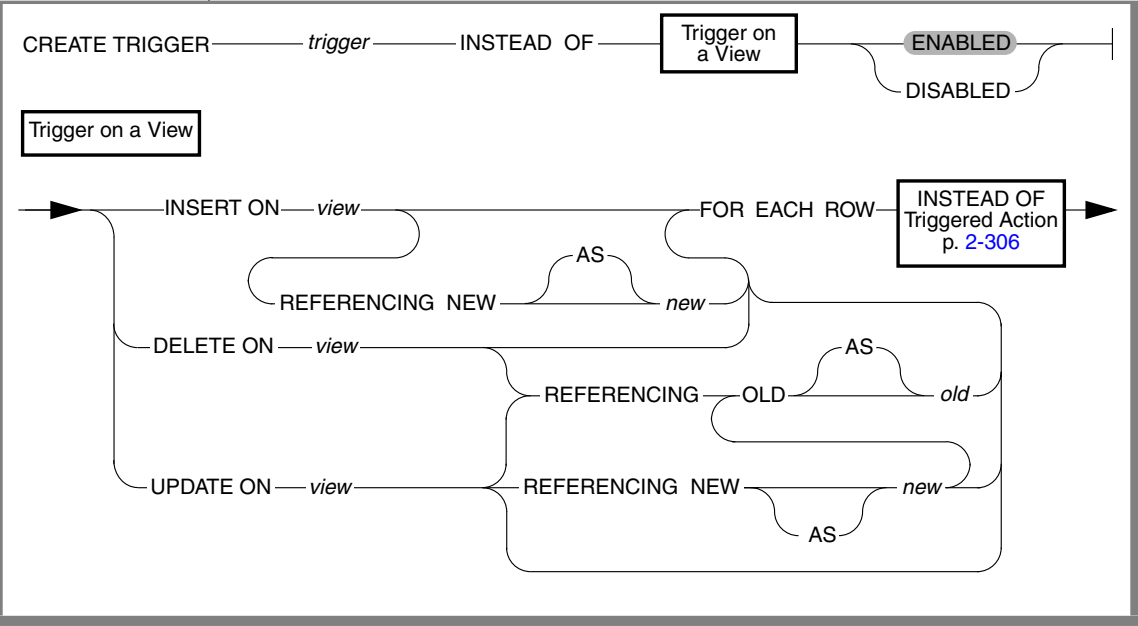 CREATE TRIGGER trigger INSTEAD OF Trigger on a View ENABLED
DISABLED
Trigger on a View
INSERT ON view FOR EACH ROW INSTEAD OF Triggered Action p. 2-306
AS
REFERENCING NEW new
DELETE ON view
AS
REFERENCING OLD old
UPDATE ON view REFERENCING NEW new
AS